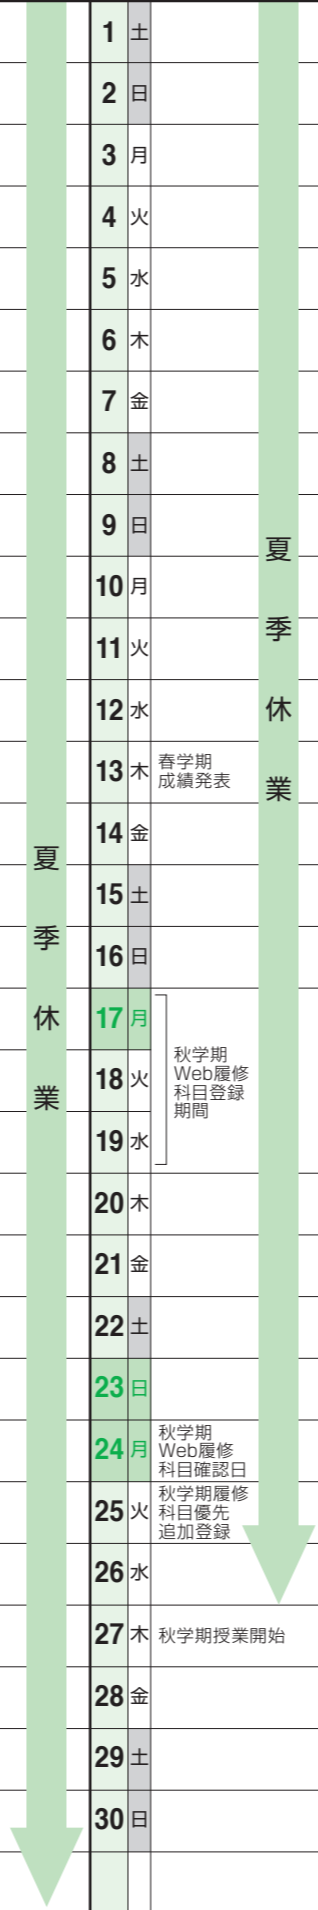 1 土
2 日
3 月
4 火
5 水
6 木
7 金
8 土
9 日
10 月
11 火
12 水
13 木 春学期
成績発表
14 金
15 土
16 日
17 月
18 火
19 水
秋学期
Web履修
科目登録
期間
20 木
21 金
22 土
23 日
24 月 秋学期
Web履修
科目確認日
25 火 秋学期履修
科目優先
追加登録
26 水
27 木 秋学期授業開始
28 金
29 土
30 日
夏季休業
夏季休業